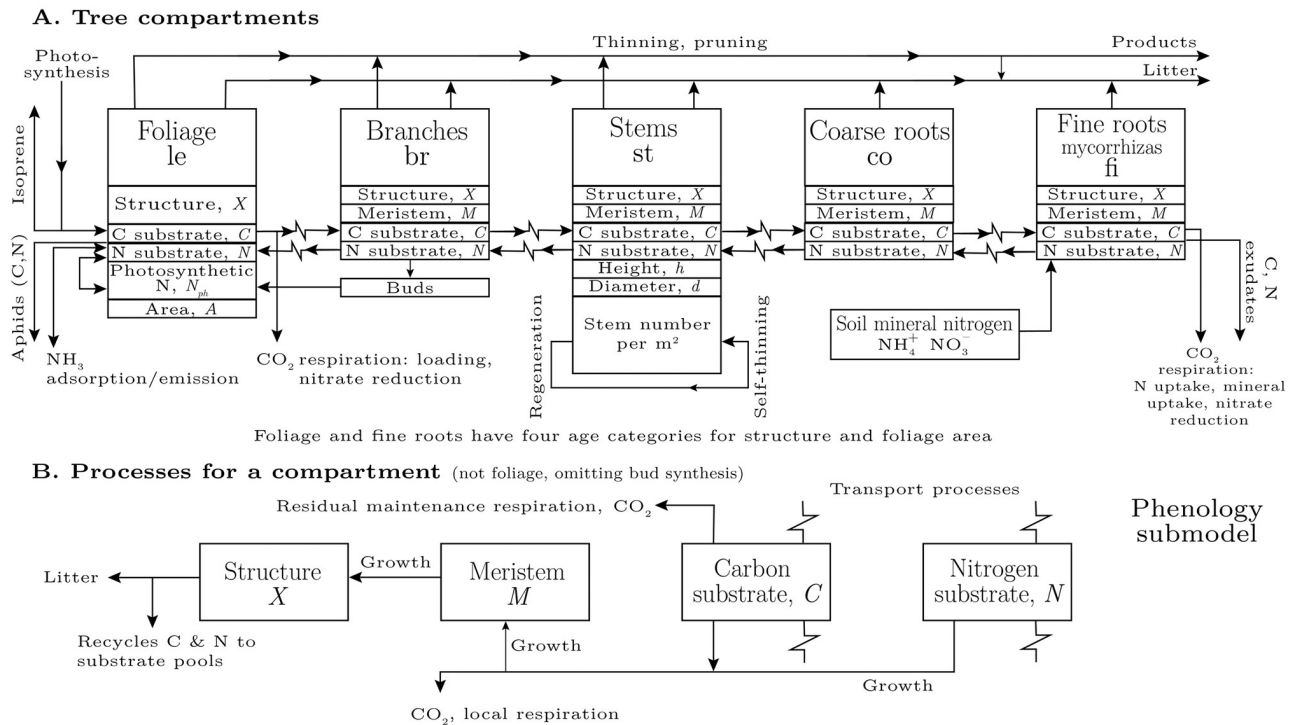 A. Tree compartments
Photo-
synthesis
Thinning, pruning
Products
Litter
Isoprene
Aphids (C,N)
Foliage
le
Structure, X
C substrate, C
N substrate, N
Photosynthetic
N, N_ph
Area, A
Branches
br
Structure, X
Meristem, M
C substrate, C
N substrate, N
Buds
Stems
st
Structure, X
Meristem, M
C substrate, C
N substrate, N
Height, h
Diameter, d
Stem number
per m²
Regeneration
Self-thinning
Coarse roots
co
Structure, X
Meristem, M
C substrate, C
N substrate, N
Fine roots
mycorrhizas
fi
Structure, X
Meristem, M
C substrate, C
N substrate, N
Soil mineral nitrogen
NH₄⁺ NO₃⁻
C, N
exudates
NH₃
adsorption/emission
CO₂ respiration: loading,
nitrate reduction
CO₂
respiration:
N uptake, mineral
uptake, nitrate
reduction
Foliage and fine roots have four age categories for structure and foliage area
B. Processes for a compartment (not foliage, omitting bud synthesis)
Residual maintenance respiration, CO₂
Transport processes
Phenology
submodel
Litter
Structure
X
Growth
Meristem
M
Carbon
substrate, C
Nitrogen
substrate, N
Recycles C & N to
substrate pools
Growth
Growth
CO₂, local respiration